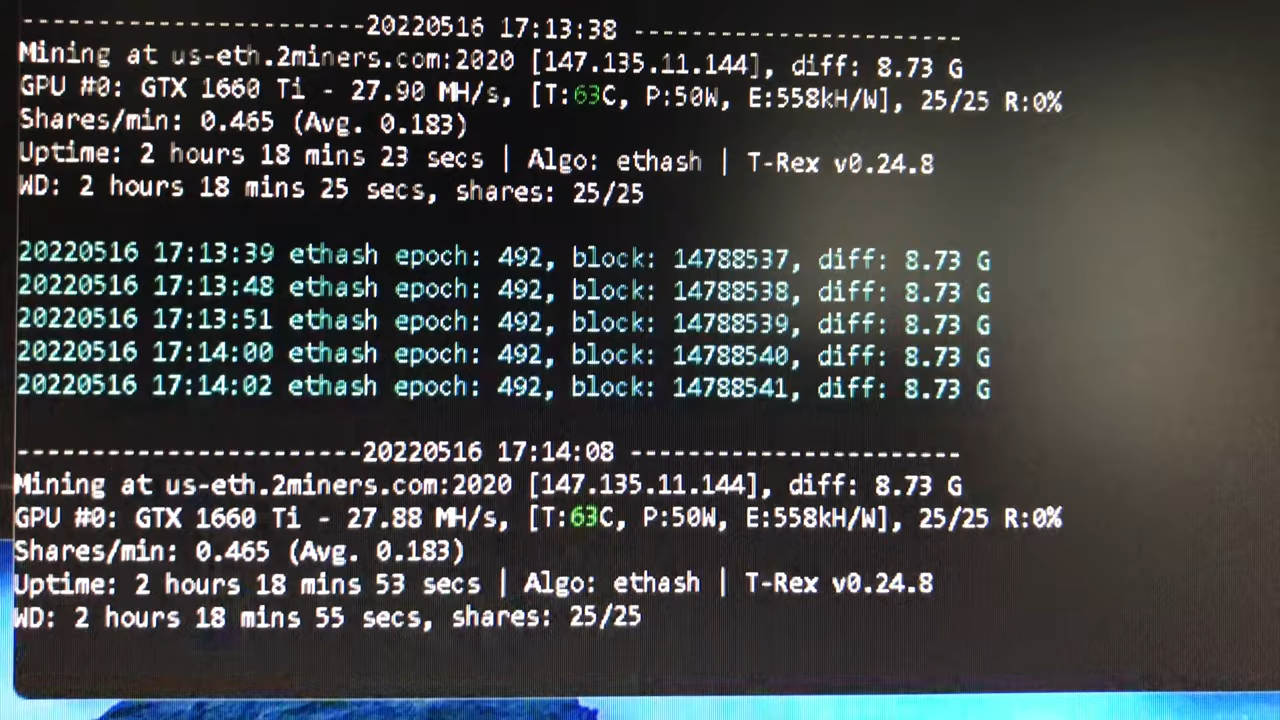 -----------------------20220516 17:13:38 ----------------------
Mining at us-eth.2miners.com:2020 [147.135.11.144], diff: 8.73 G
GPU #0: GTX 1660 Ti - 27.90 MH/s, [T:63C, P:50W, E:558kH/W], 25/25 R:0%
Shares/min: 0.465 (Avg. 0.183)
Uptime: 2 hours 18 mins 23 secs | Algo: ethash | T-Rex v0.24.8
WD: 2 hours 18 mins 25 secs, shares: 25/25
20220516 17:13:39 ethash epoch: 492, block: 14788537, diff: 8.73 G
20220516 17:13:48 ethash epoch: 492, block: 14788538, diff: 8.73 G
20220516 17:13:51 ethash epoch: 492, block: 14788539, diff: 8.73 G
20220516 17:14:00 ethash epoch: 492, block: 14788540, diff: 8.73 G
20220516 17:14:02 ethash epoch: 492, block: 14788541, diff: 8.73 G
-----------------------20220516 17:14:08 ----------------------
Mining at us-eth.2miners.com:2020 [147.135.11.144], diff: 8.73 G
GPU #0: GTX 1660 Ti - 27.88 MH/s, [T:63C, P:50W, E:558kH/W], 25/25 R:0%
Shares/min: 0.465 (Avg. 0.183)
Uptime: 2 hours 18 mins 53 secs | Algo: ethash | T-Rex v0.24.8
WD: 2 hours 18 mins 55 secs, shares: 25/25